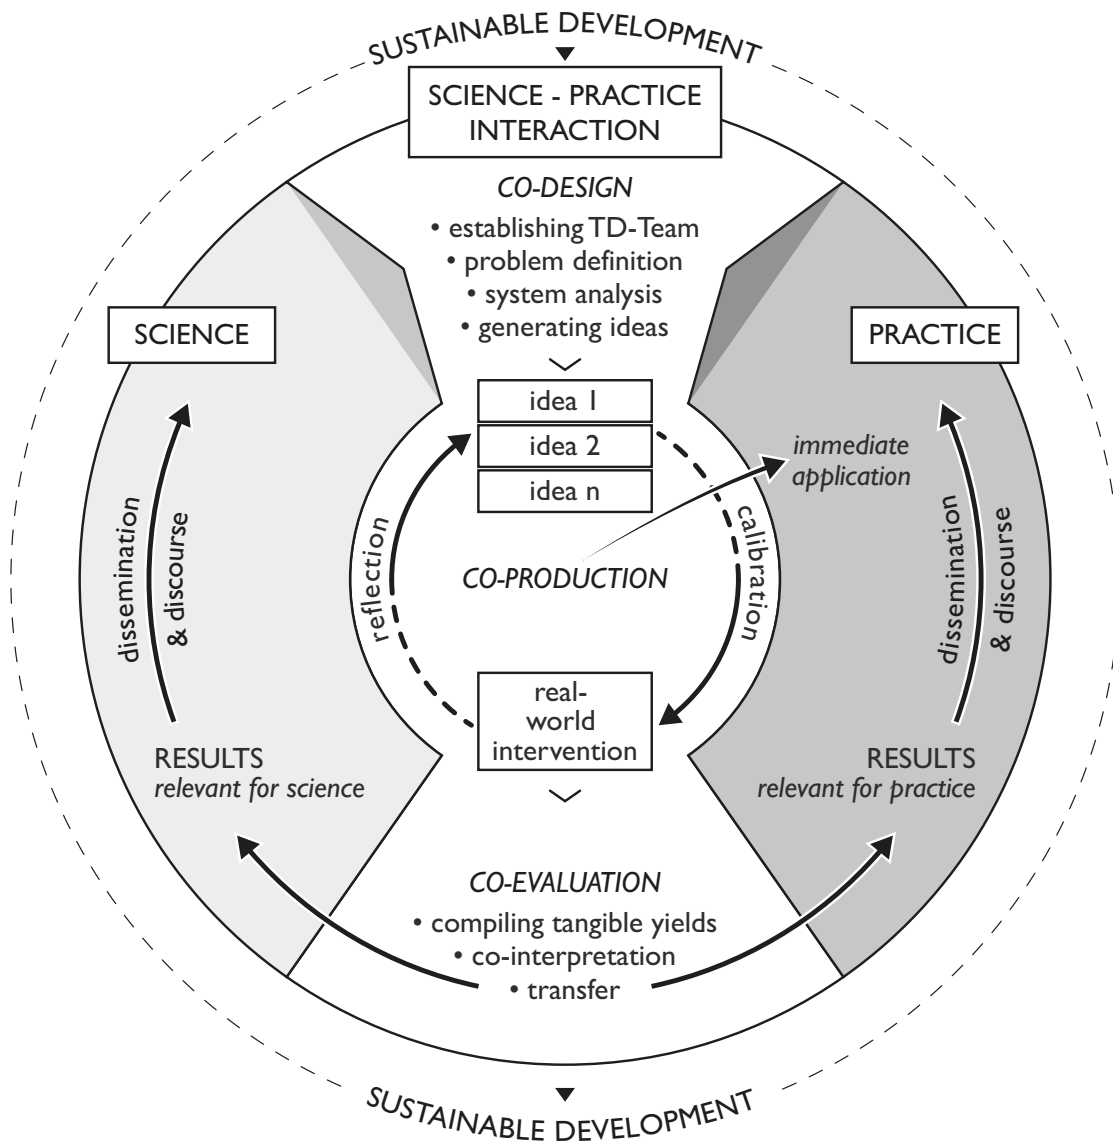 SUSTAINABLE DEVELOPMENT
SCIENCE - PRACTICE
INTERACTION
CO-DESIGN
• establishing TD-Team
• problem definition
• system analysis
• generating ideas
SCIENCE
PRACTICE
idea 1
idea 2
idea n
immediate
application
dissemination
& discourse
reflection
CO-PRODUCTION
calibration
dissemination
& discourse
real-
world
intervention
RESULTS
relevant for science
RESULTS
relevant for practice
CO-EVALUATION
• compiling tangible yields
• co-interpretation
• transfer
SUSTAINABLE DEVELOPMENT